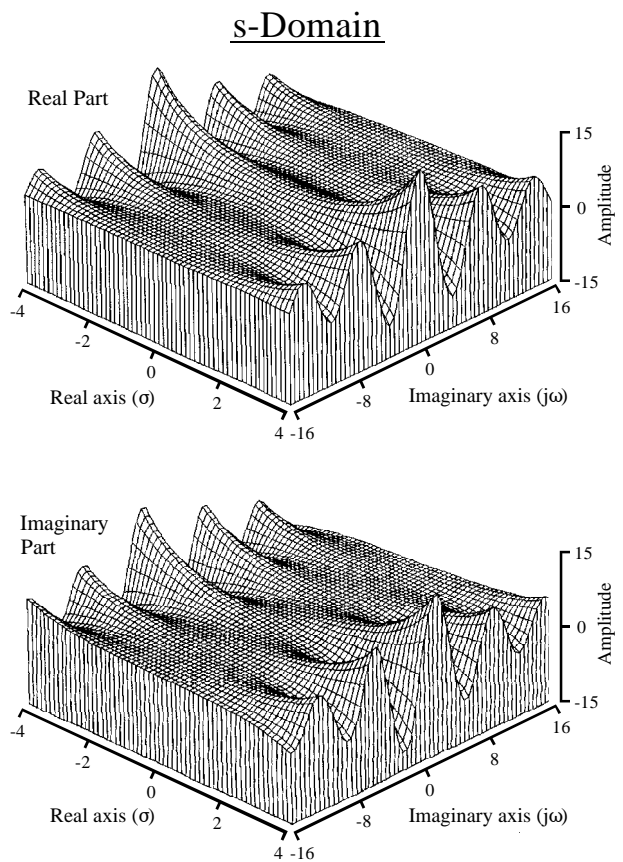 s-Domain
Real Part
15
0
-15
Amplitude
-4
-2
0
2
4
Real axis (σ)
-16
-8
0
8
16
Imaginary axis (jω)
Imaginary
Part
15
0
-15
Amplitude
-4
-2
0
2
4
Real axis (σ)
-16
-8
0
8
16
Imaginary axis (jω)